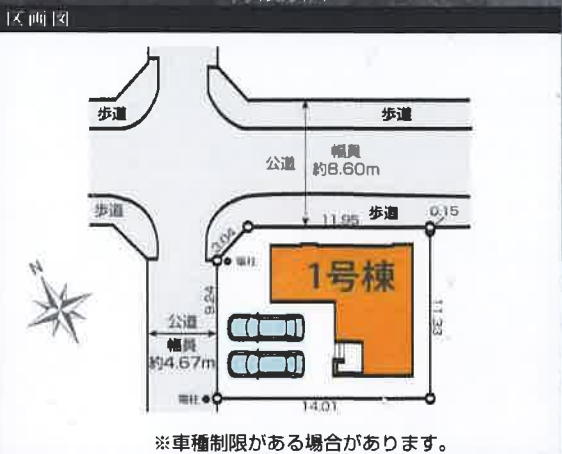 区画図
歩道
歩道
公道
幅員
約8.60m
歩道
歩道
11.95
0.15
3.04
電柱
1号棟
N
9.24
11.33
公道
幅員
約4.67m
電柱
14.01
※車種制限がある場合があります。